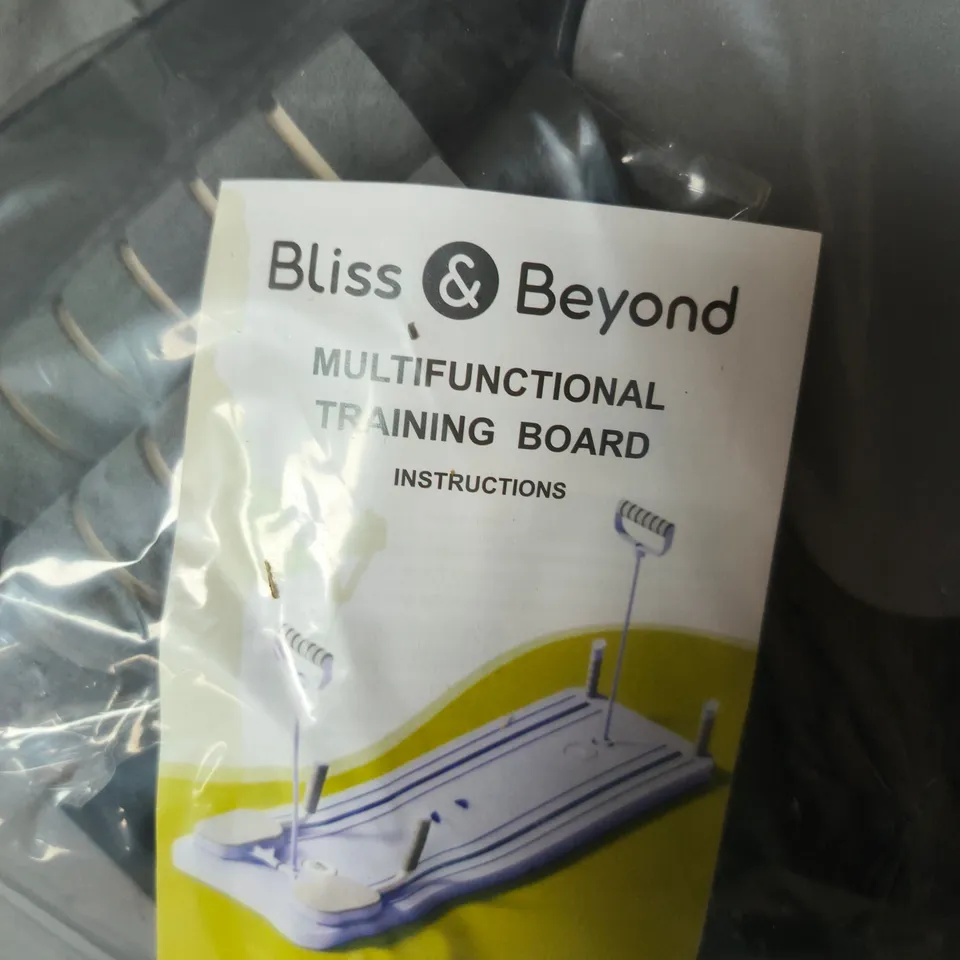 Bliss & Beyond
MULTIFUNCTIONAL
TRAINING BOARD
INSTRUCTIONS